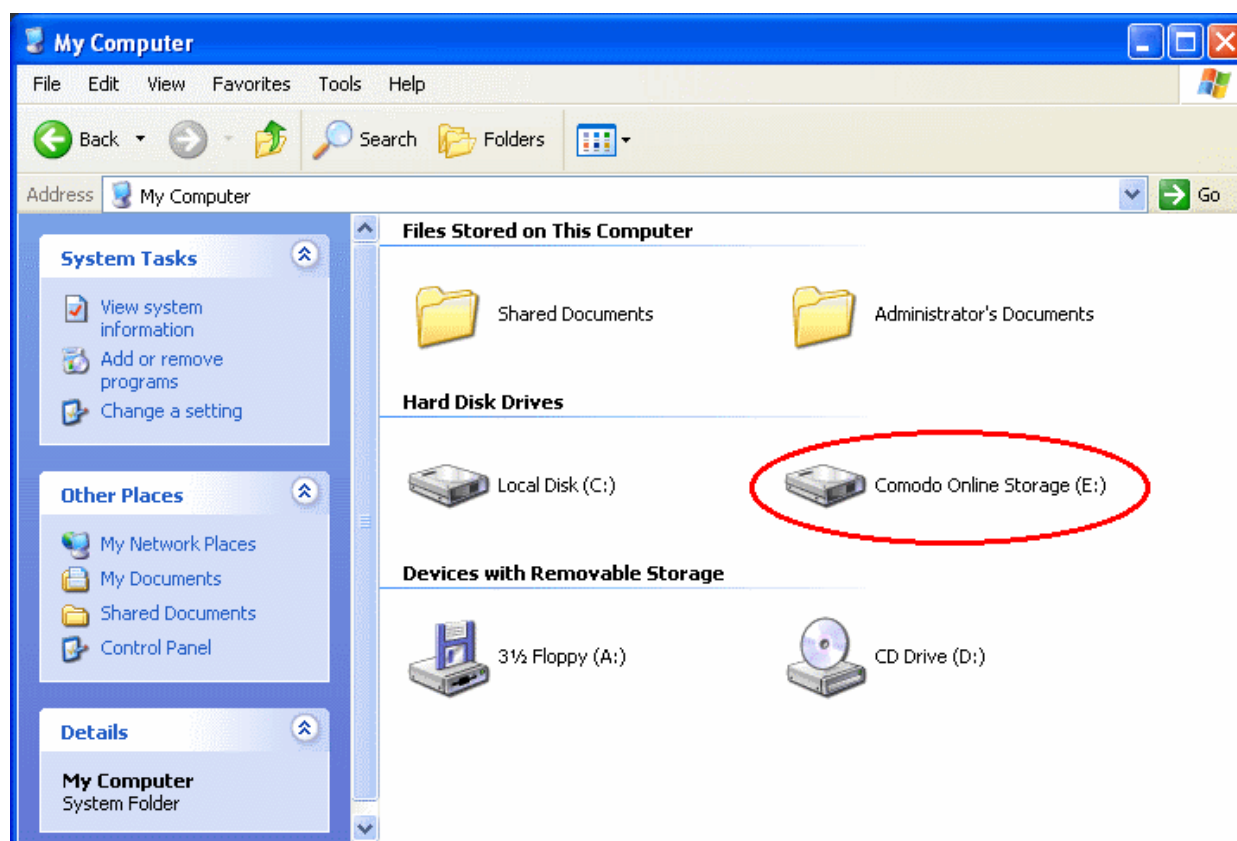 My Computer
File Edit View Favorites Tools Help
Back Search Folders
Address My Computer Go
System Tasks
View system
information
Add or remove
programs
Change a setting
Other Places
My Network Places
My Documents
Shared Documents
Control Panel
Details
My Computer
System Folder
Files Stored on This Computer
Shared Documents Administrator's Documents
Hard Disk Drives
Local Disk (C:) Comodo Online Storage (E:)
Devices with Removable Storage
3½ Floppy (A:) CD Drive (D:)